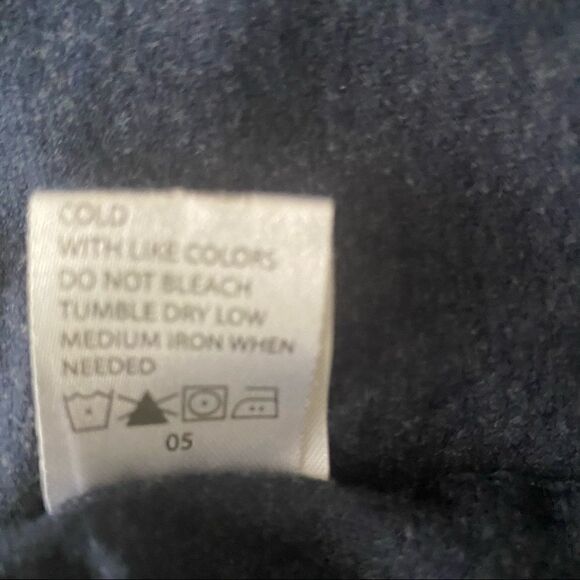 COLD
WITH LIKE COLORS
DO NOT BLEACH
TUMBLE DRY LOW
MEDIUM IRON WHEN
NEEDED
05